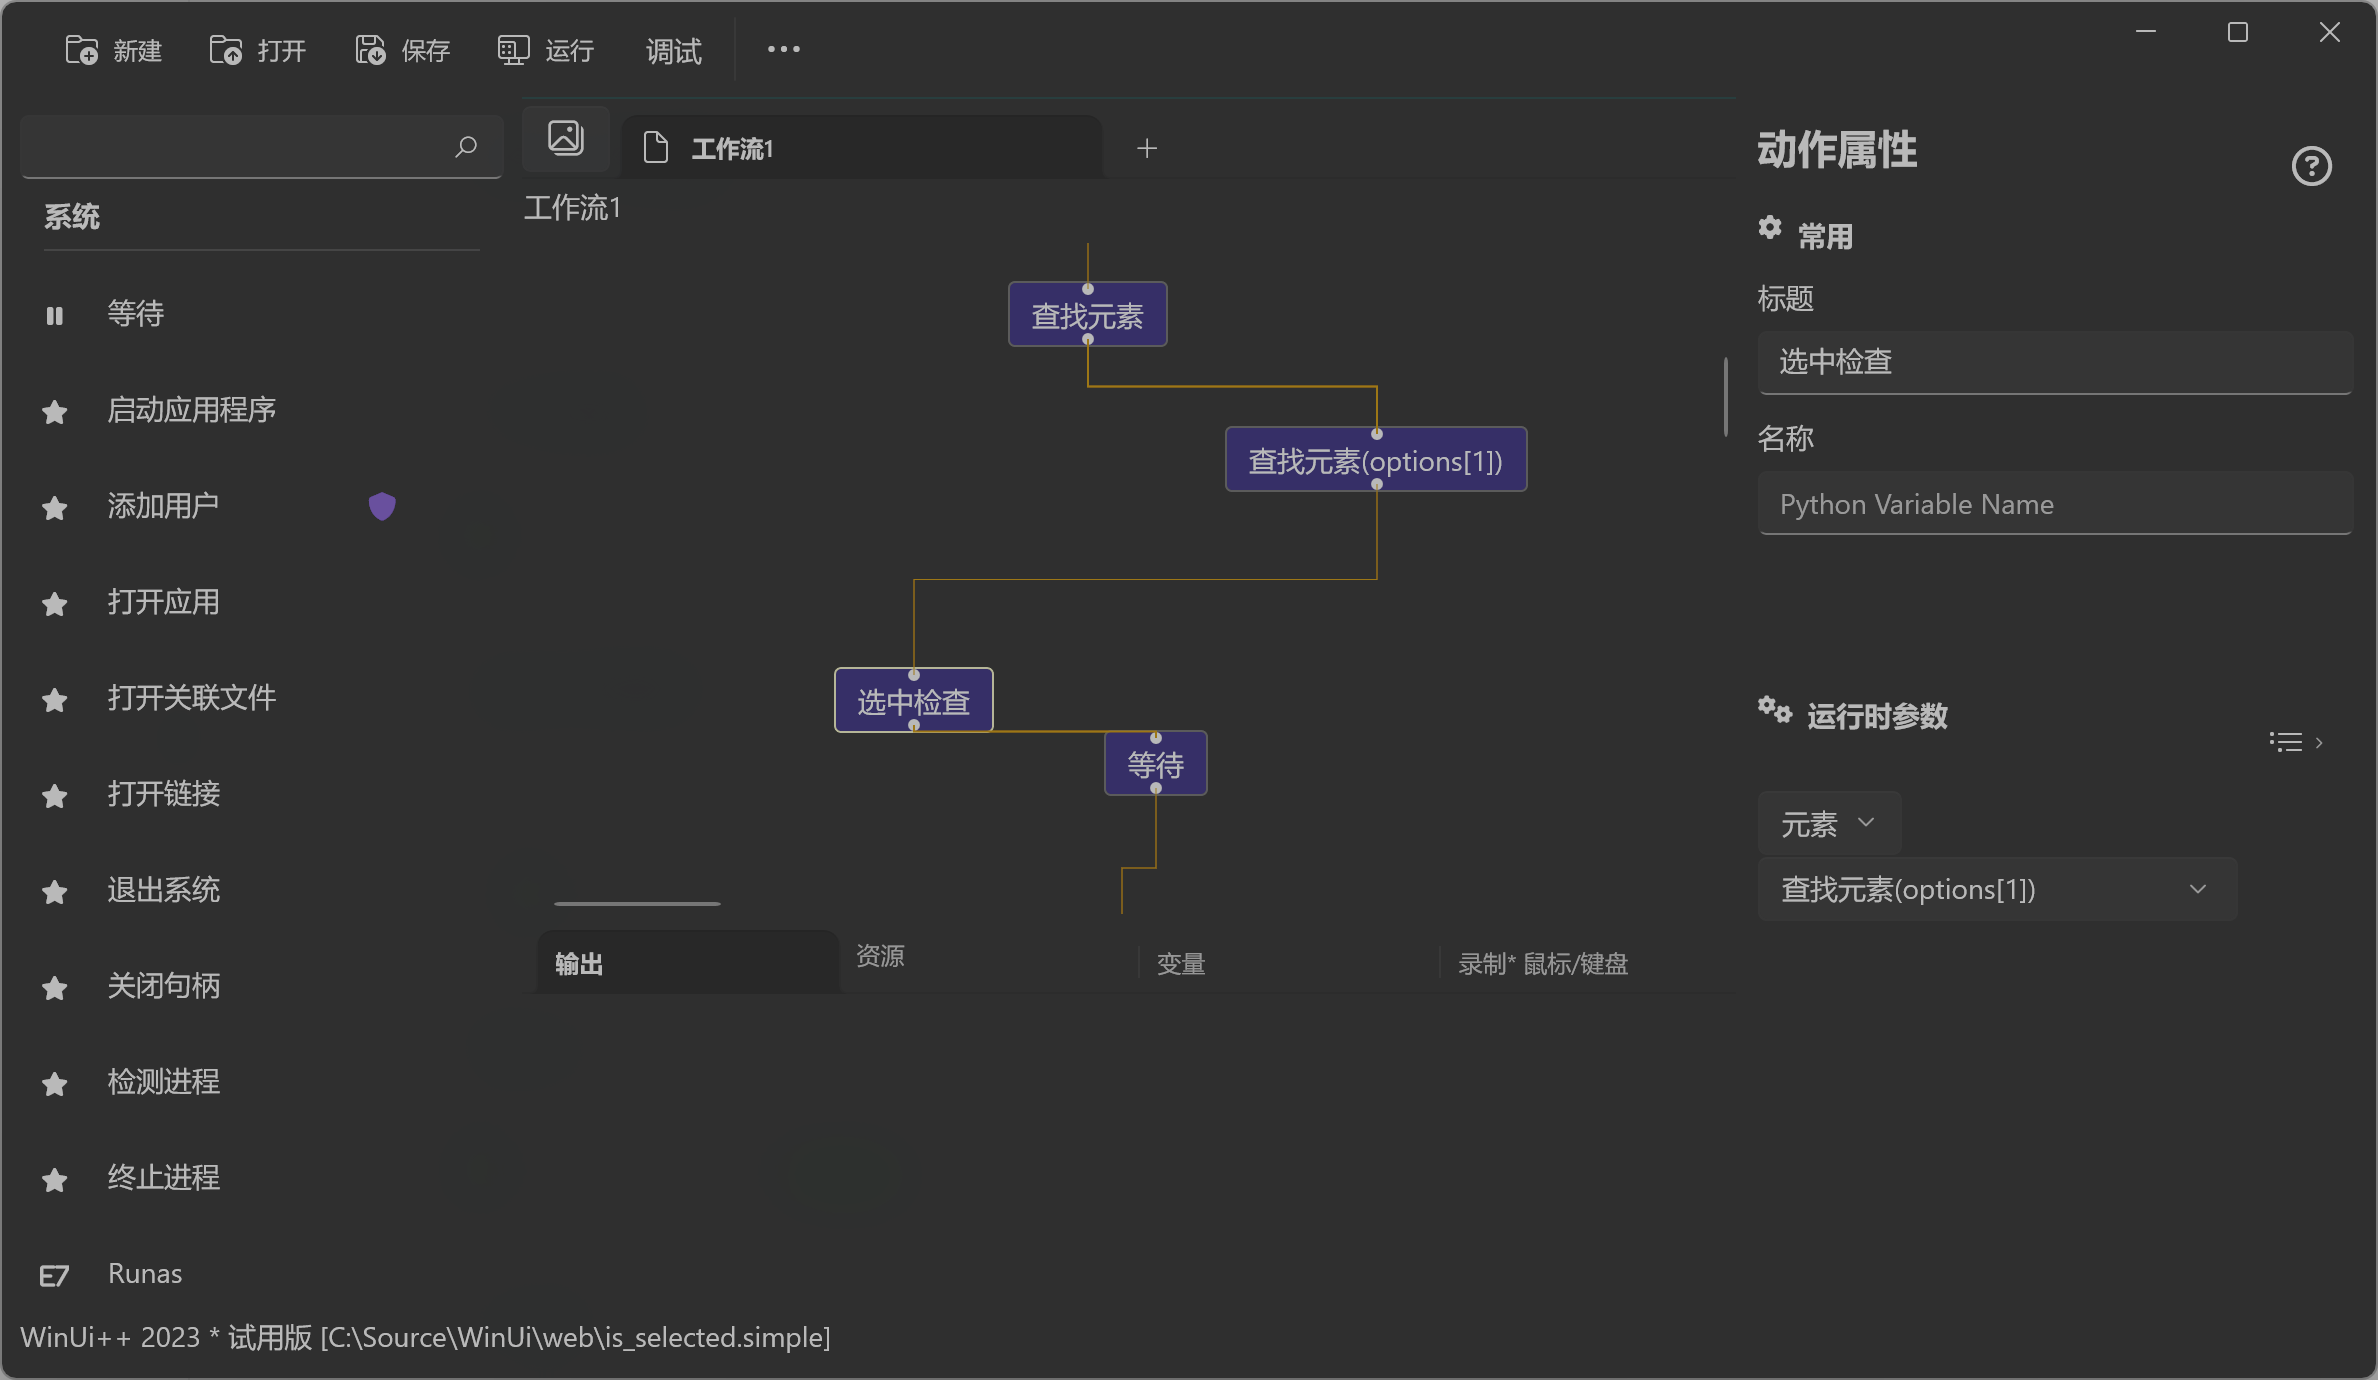 新建 打开 保存 运行 调试
工作流1
工作流1
系统
等待
启动应用程序
添加用户
打开应用
打开关联文件
打开链接
退出系统
关闭句柄
检测进程
终止进程
Runas
查找元素
查找元素(options[1])
选中检查
等待
输出 资源 变量 录制* 鼠标/键盘
动作属性
常用
标题
选中检查
名称
Python Variable Name
运行时参数
元素
查找元素(options[1])
WinUi++ 2023 * 试用版 [C:\Source\WinUi\web\is_selected.simple]